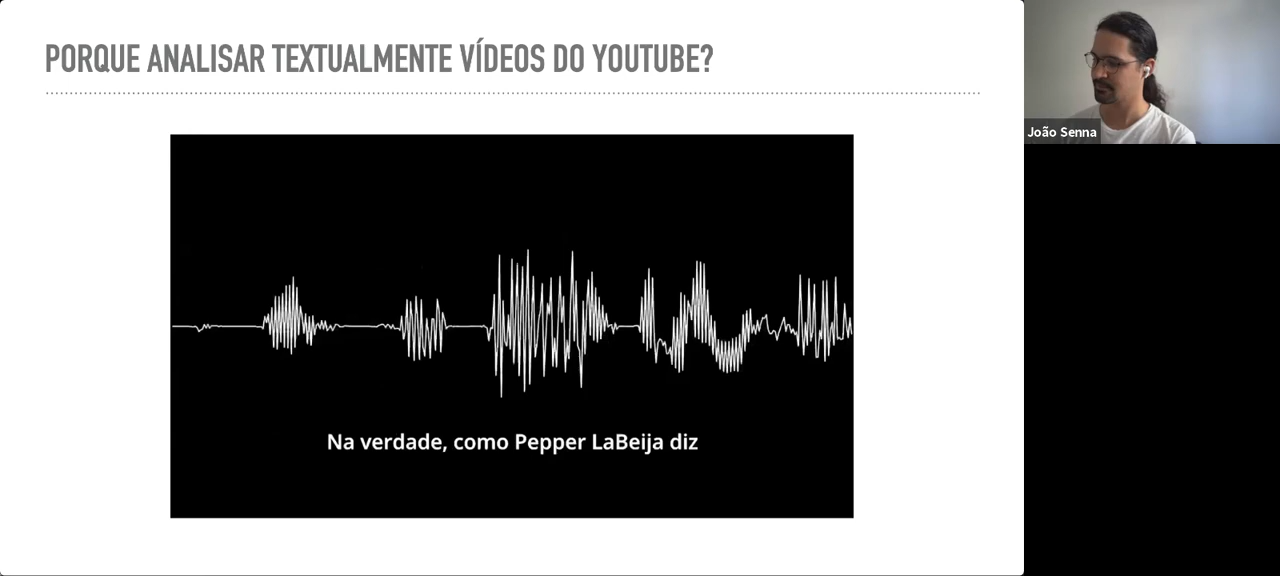 PORQUE ANALISAR TEXTUALMENTE VÍDEOS DO YOUTUBE?
João Senna
Na verdade, como Pepper LaBeija diz